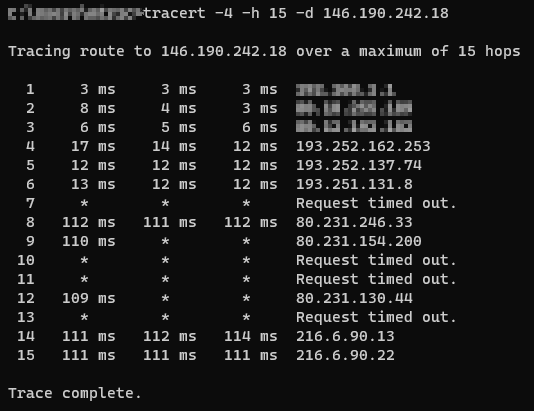 tracert -4 -h 15 -d 146.190.242.18
Tracing route to 146.190.242.18 over a maximum of 15 hops
1 3 ms 3 ms 3 ms
2 8 ms 4 ms 3 ms
3 6 ms 5 ms 6 ms
4 17 ms 14 ms 12 ms 193.252.162.253
5 12 ms 12 ms 12 ms 193.252.137.74
6 13 ms 12 ms 12 ms 193.251.131.8
7 * * * Request timed out.
8 112 ms 111 ms 112 ms 80.231.246.33
9 110 ms * * 80.231.154.200
10 * * * Request timed out.
11 * * * Request timed out.
12 109 ms * * 80.231.130.44
13 * * * Request timed out.
14 111 ms 112 ms 114 ms 216.6.90.13
15 111 ms 111 ms 111 ms 216.6.90.22
Trace complete.